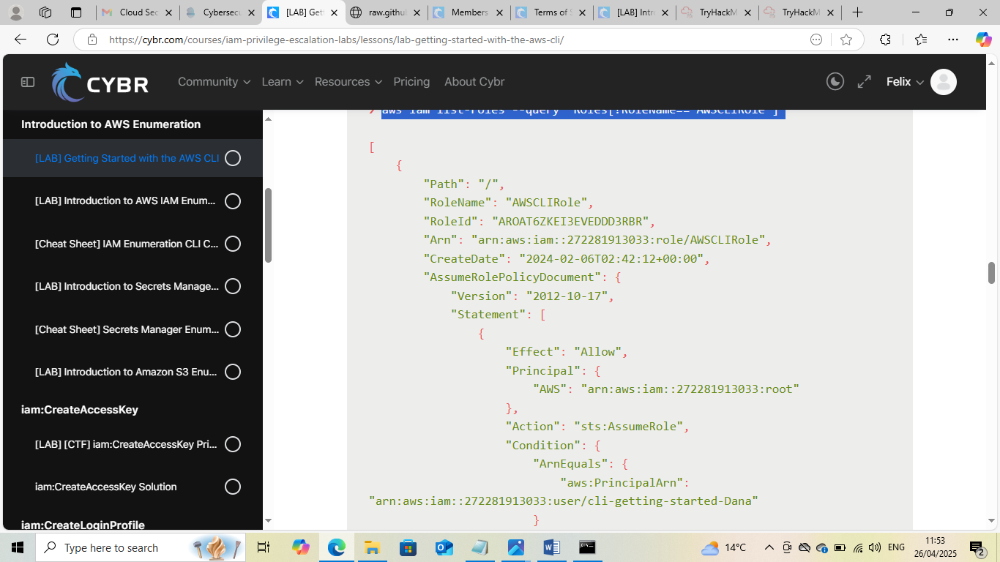 Cloud Sec
Cybersecu
[LAB] Gett
raw.githul
Members
Terms of S
[LAB] Intro
TryHackM
TryHackM
https://cybr.com/courses/iam-privilege-escalation-labs/lessons/lab-getting-started-with-the-aws-cli/
CYBR
Community
Learn
Resources
Pricing
About Cybr
Felix
Introduction to AWS Enumeration
[LAB] Getting Started with the AWS CLI
[LAB] Introduction to AWS IAM Enum...
[Cheat Sheet] IAM Enumeration CLI C...
[LAB] Introduction to Secrets Manage...
[Cheat Sheet] Secrets Manager Enum...
[LAB] Introduction to Amazon S3 Enu...
iam:CreateAccessKey
[LAB] [CTF] iam:CreateAccessKey Pri...
iam:CreateAccessKey Solution
iam:CreateLoginProfile
> aws iam list-roles --query "Roles[?RoleName=='AWSCLIRole']"
[
{
"Path": "/",
"RoleName": "AWSCLIRole",
"RoleId": "AROAT6ZKEI3EVEDDD3RBR",
"Arn": "arn:aws:iam::272281913033:role/AWSCLIRole",
"CreateDate": "2024-02-06T02:42:12+00:00",
"AssumeRolePolicyDocument": {
"Version": "2012-10-17",
"Statement": [
{
"Effect": "Allow",
"Principal": {
"AWS": "arn:aws:iam::272281913033:root"
},
"Action": "sts:AssumeRole",
"Condition": {
"ArnEquals": {
"aws:PrincipalArn":
"arn:aws:iam::272281913033:user/cli-getting-started-Dana"
}
Type here to search
14°C
ENG
11:53
26/04/2025
2